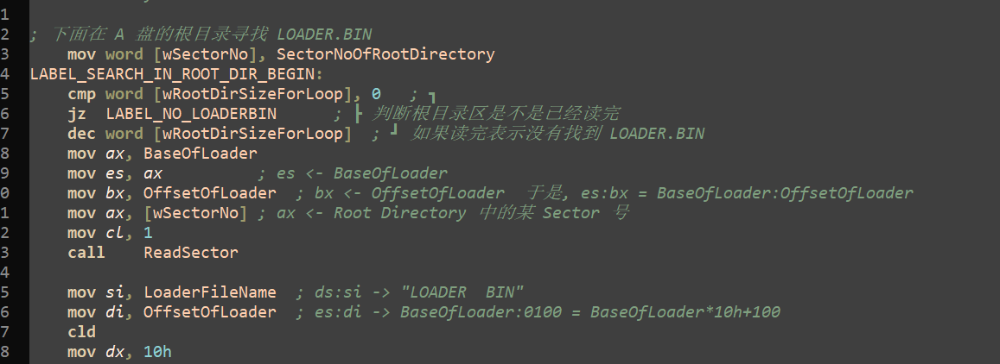 1
2 ; 下面在 A 盘的根目录寻找 LOADER.BIN
3 mov word [wSectorNo], SectorNoOfRootDirectory
4 LABEL_SEARCH_IN_ROOT_DIR_BEGIN:
5 cmp word [wRootDirSizeForLoop], 0 ; ┓
6 jz LABEL_NO_LOADERBIN ; ┣ 判断根目录区是不是已经读完
7 dec word [wRootDirSizeForLoop] ; ┛ 如果读完表示没有找到 LOADER.BIN
8 mov ax, BaseOfLoader
9 mov es, ax ; es <- BaseOfLoader
0 mov bx, OffsetOfLoader ; bx <- OffsetOfLoader 于是, es:bx = BaseOfLoader:OffsetOfLoader
1 mov ax, [wSectorNo] ; ax <- Root Directory 中的某 Sector 号
2 mov cl, 1
3 call ReadSector
4
5 mov si, LoaderFileName ; ds:si -> "LOADER  BIN"
6 mov di, OffsetOfLoader ; es:di -> BaseOfLoader:0100 = BaseOfLoader*10h+100
7 cld
8 mov dx, 10h